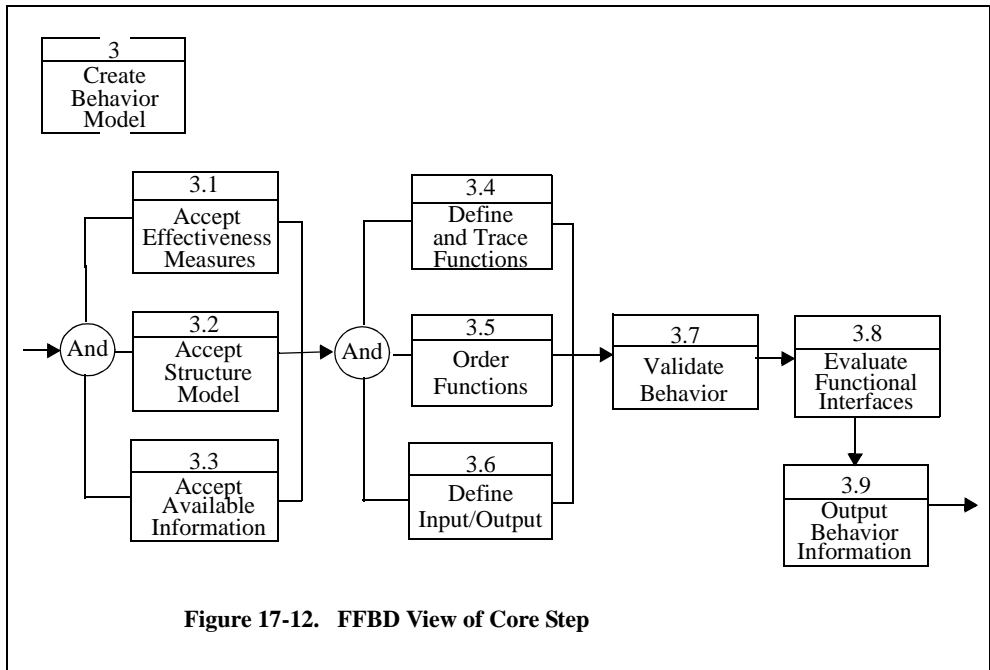 3
Create
Behavior
Model
And
3.1
Accept
Effectiveness
Measures
3.2
Accept
Structure
Model
3.3
Accept
Available
Information
And
3.4
Define
and Trace
Functions
3.5
Order
Functions
3.6
Define
Input/Output
3.7
Validate
Behavior
3.8
Evaluate
Functional
Interfaces
3.9
Output
Behavior
Information
Figure 17-12. FFBD View of Core Step